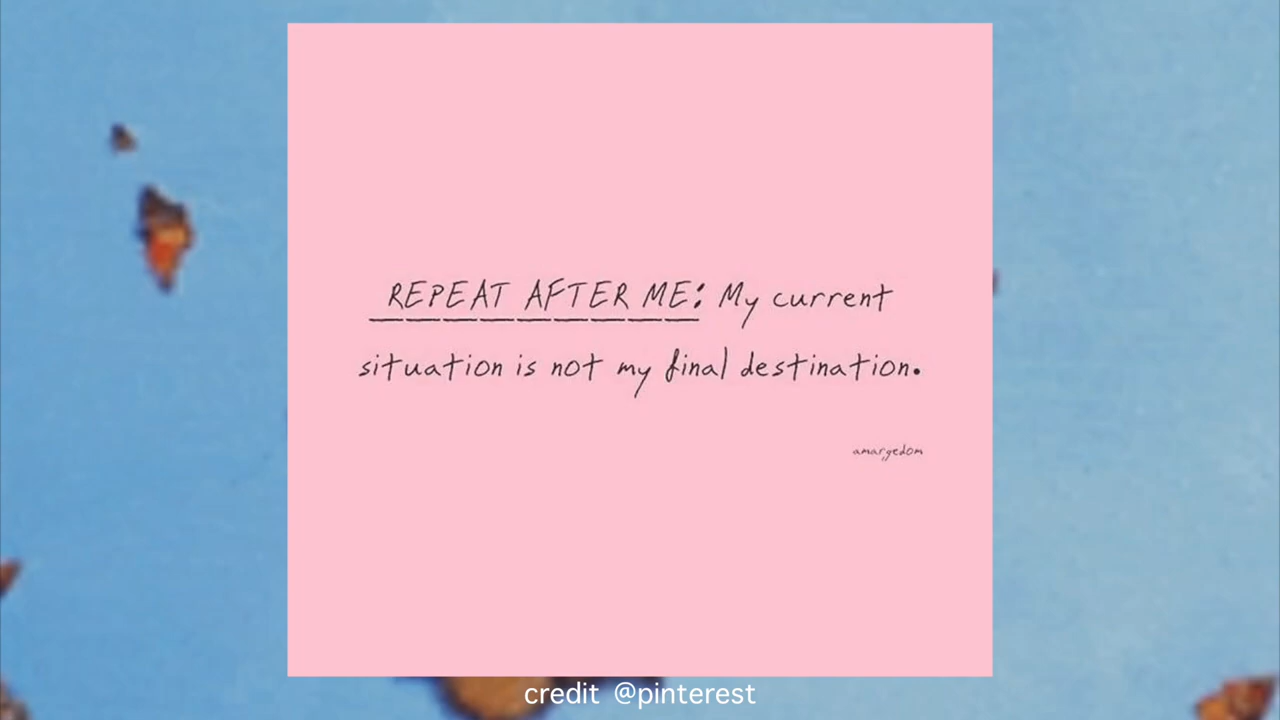 REPEAT AFTER ME: My current
situation is not my final destination.
amargedom
credit @pinterest